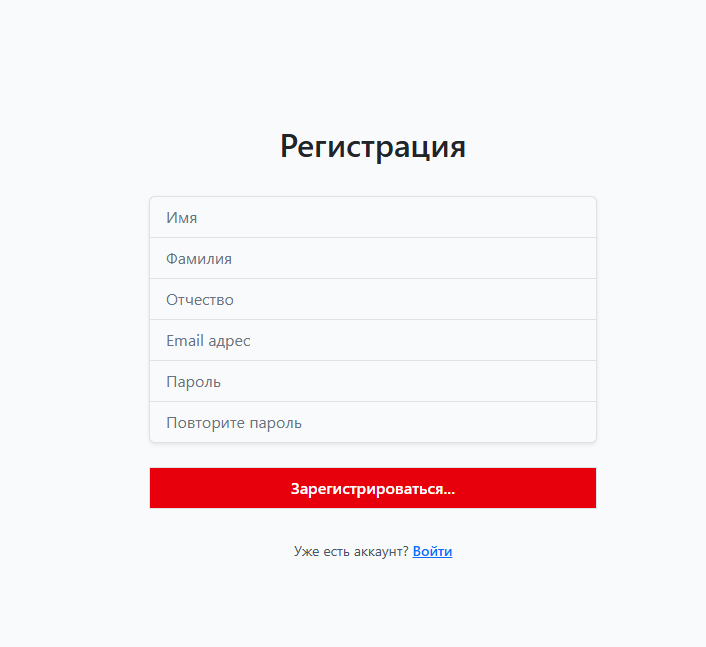 Регистрация
Имя
Фамилия
Отчество
Email адрес
Пароль
Повторите пароль
Зарегистрироваться...
Уже есть аккаунт? Войти